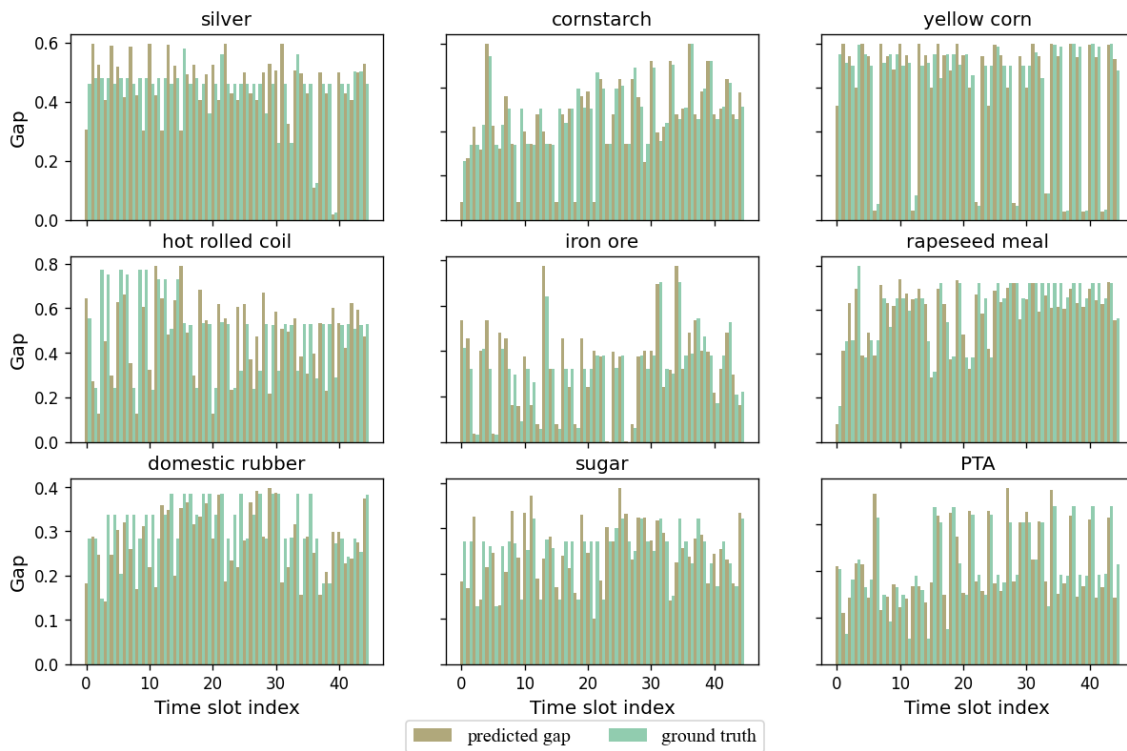 silver
cornstarch
yellow corn
0.6
0.4
0.2
0.0
Gap
hot rolled coil
iron ore
rapeseed meal
0.8
0.6
0.4
0.2
0.0
domestic rubber
sugar
PTA
0.4
0.3
0.2
0.1
0.0
Gap
0 10 20 30 40
0 10 20 30 40
0 10 20 30 40
Time slot index
Time slot index
Time slot index
predicted gap
ground truth